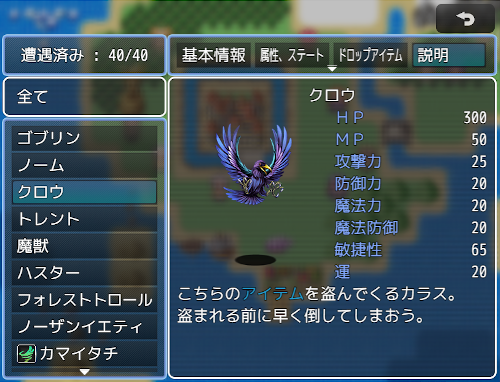 遭遇済み : 40/40
基本情報
属性、ステート
ドロップアイテム
説明
全て
ゴブリン
ノーム
クロウ
トレント
魔獣
ハスター
フォレストトロール
ノーザンイエティ
カマイタチ
クロウ
ＨＰ 300
ＭＰ 50
攻撃力 25
防御力 20
魔法力 20
魔法防御 20
敏捷性 65
運 20
こちらのアイテムを盗んでくるカラス。
盗まれる前に早く倒してしまおう。